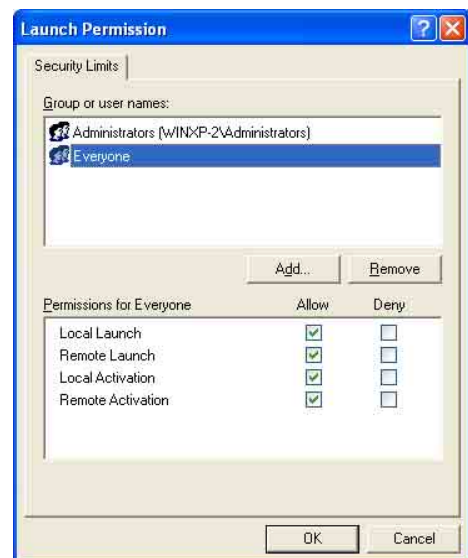 Launch Permission
Security Limits
Group or user names:
Administrators (WINXP-2\Administrators)
Everyone
Add... Remove
Permissions for Everyone Allow Deny
Local Launch
Remote Launch
Local Activation
Remote Activation
OK Cancel